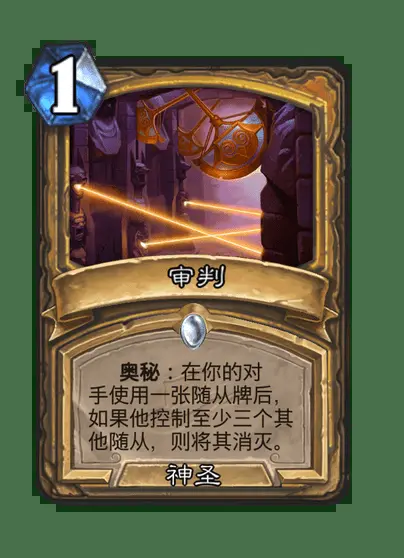 1
审判
奥秘：在你的对
手使用一张随从牌后，
如果他控制至少三个其
他随从，则将其消灭。
神圣